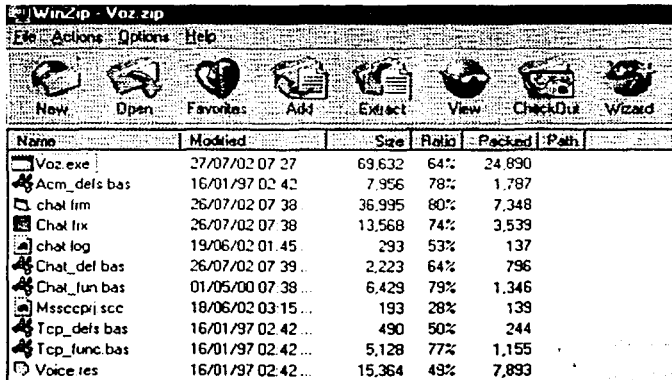 WinZip - Voz.zip
File Actions Options Help
New Open Favorites Add Extract View CheckOut Wizard
Name Modified Size Ratio Packed Path
Voz.exe 27/07/02 07:27 69,632 64% 24,890
Acm_defs.bas 16/01/97 02:42 7,956 78% 1,787
chat.frm 26/07/02 07:38 36,995 80% 7,348
Chat.frx 26/07/02 07:38 13,568 74% 3,539
chat.log 19/06/02 01:45... 293 53% 137
Chat_def.bas 26/07/02 07:39... 2,223 64% 796
Chat_fun.bas 01/05/00 07:38... 6,429 79% 1,346
Mssccprj.scc 18/06/02 03:15... 193 28% 139
Tcp_defs.bas 16/01/97 02:42... 490 50% 244
Tcp_func.bas 16/01/97 02:42... 5,128 77% 1,155
Voice.res 16/01/97 02:42... 15,364 49% 7,893